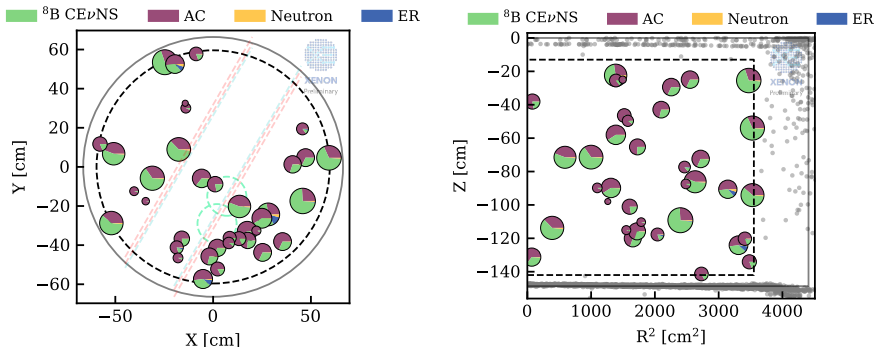 ⁸B CEνNS AC Neutron ER
60
40
20
0
−20
−40
−60
Y [cm]
−50 0 50
X [cm]
XENON
Preliminary
⁸B CEνNS AC Neutron ER
0
−20
−40
−60
−80
−100
−120
−140
Z [cm]
0 1000 2000 3000 4000
R² [cm²]
XENON
Preliminary